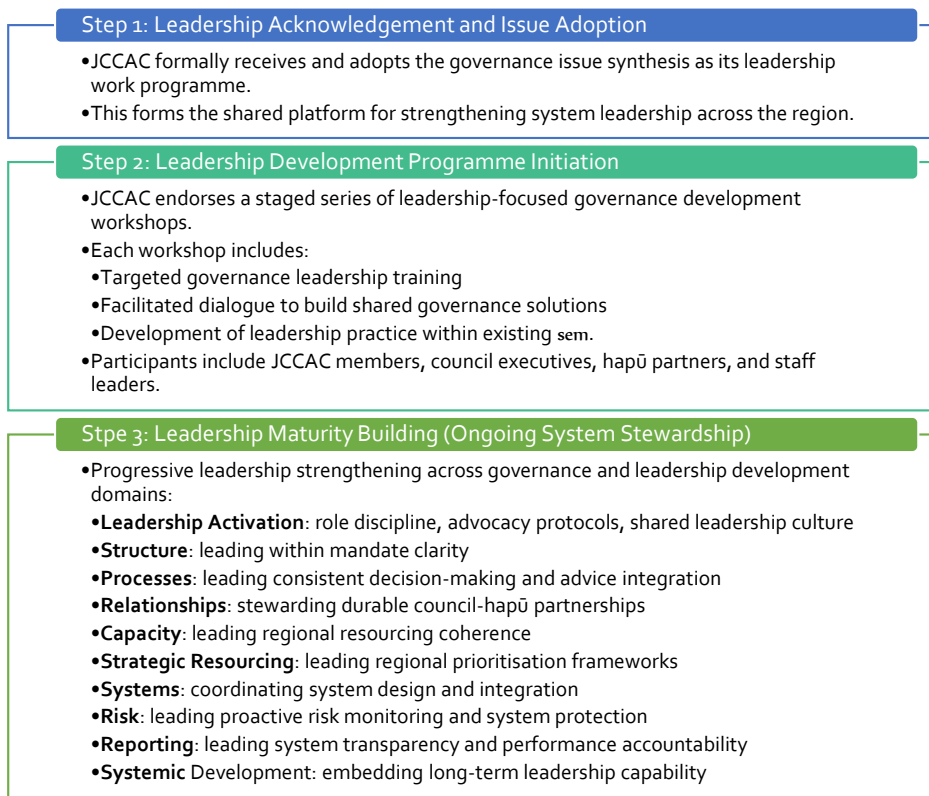 Step 1: Leadership Acknowledgement and Issue Adoption
•JCCAC formally receives and adopts the governance issue synthesis as its leadership
work programme.
•This forms the shared platform for strengthening system leadership across the region.
Step 2: Leadership Development Programme Initiation
•JCCAC endorses a staged series of leadership-focused governance development
workshops.
•Each workshop includes:
•Targeted governance leadership training
•Facilitated dialogue to build shared governance solutions
•Development of leadership practice within existing sem.
•Participants include JCCAC members, council executives, hapū partners, and staff
leaders.
Stpe 3: Leadership Maturity Building (Ongoing System Stewardship)
•Progressive leadership strengthening across governance and leadership development
domains:
•Leadership Activation: role discipline, advocacy protocols, shared leadership culture
•Structure: leading within mandate clarity
•Processes: leading consistent decision-making and advice integration
•Relationships: stewarding durable council-hapū partnerships
•Capacity: leading regional resourcing coherence
•Strategic Resourcing: leading regional prioritisation frameworks
•Systems: coordinating system design and integration
•Risk: leading proactive risk monitoring and system protection
•Reporting: leading system transparency and performance accountability
•Systemic Development: embedding long-term leadership capability